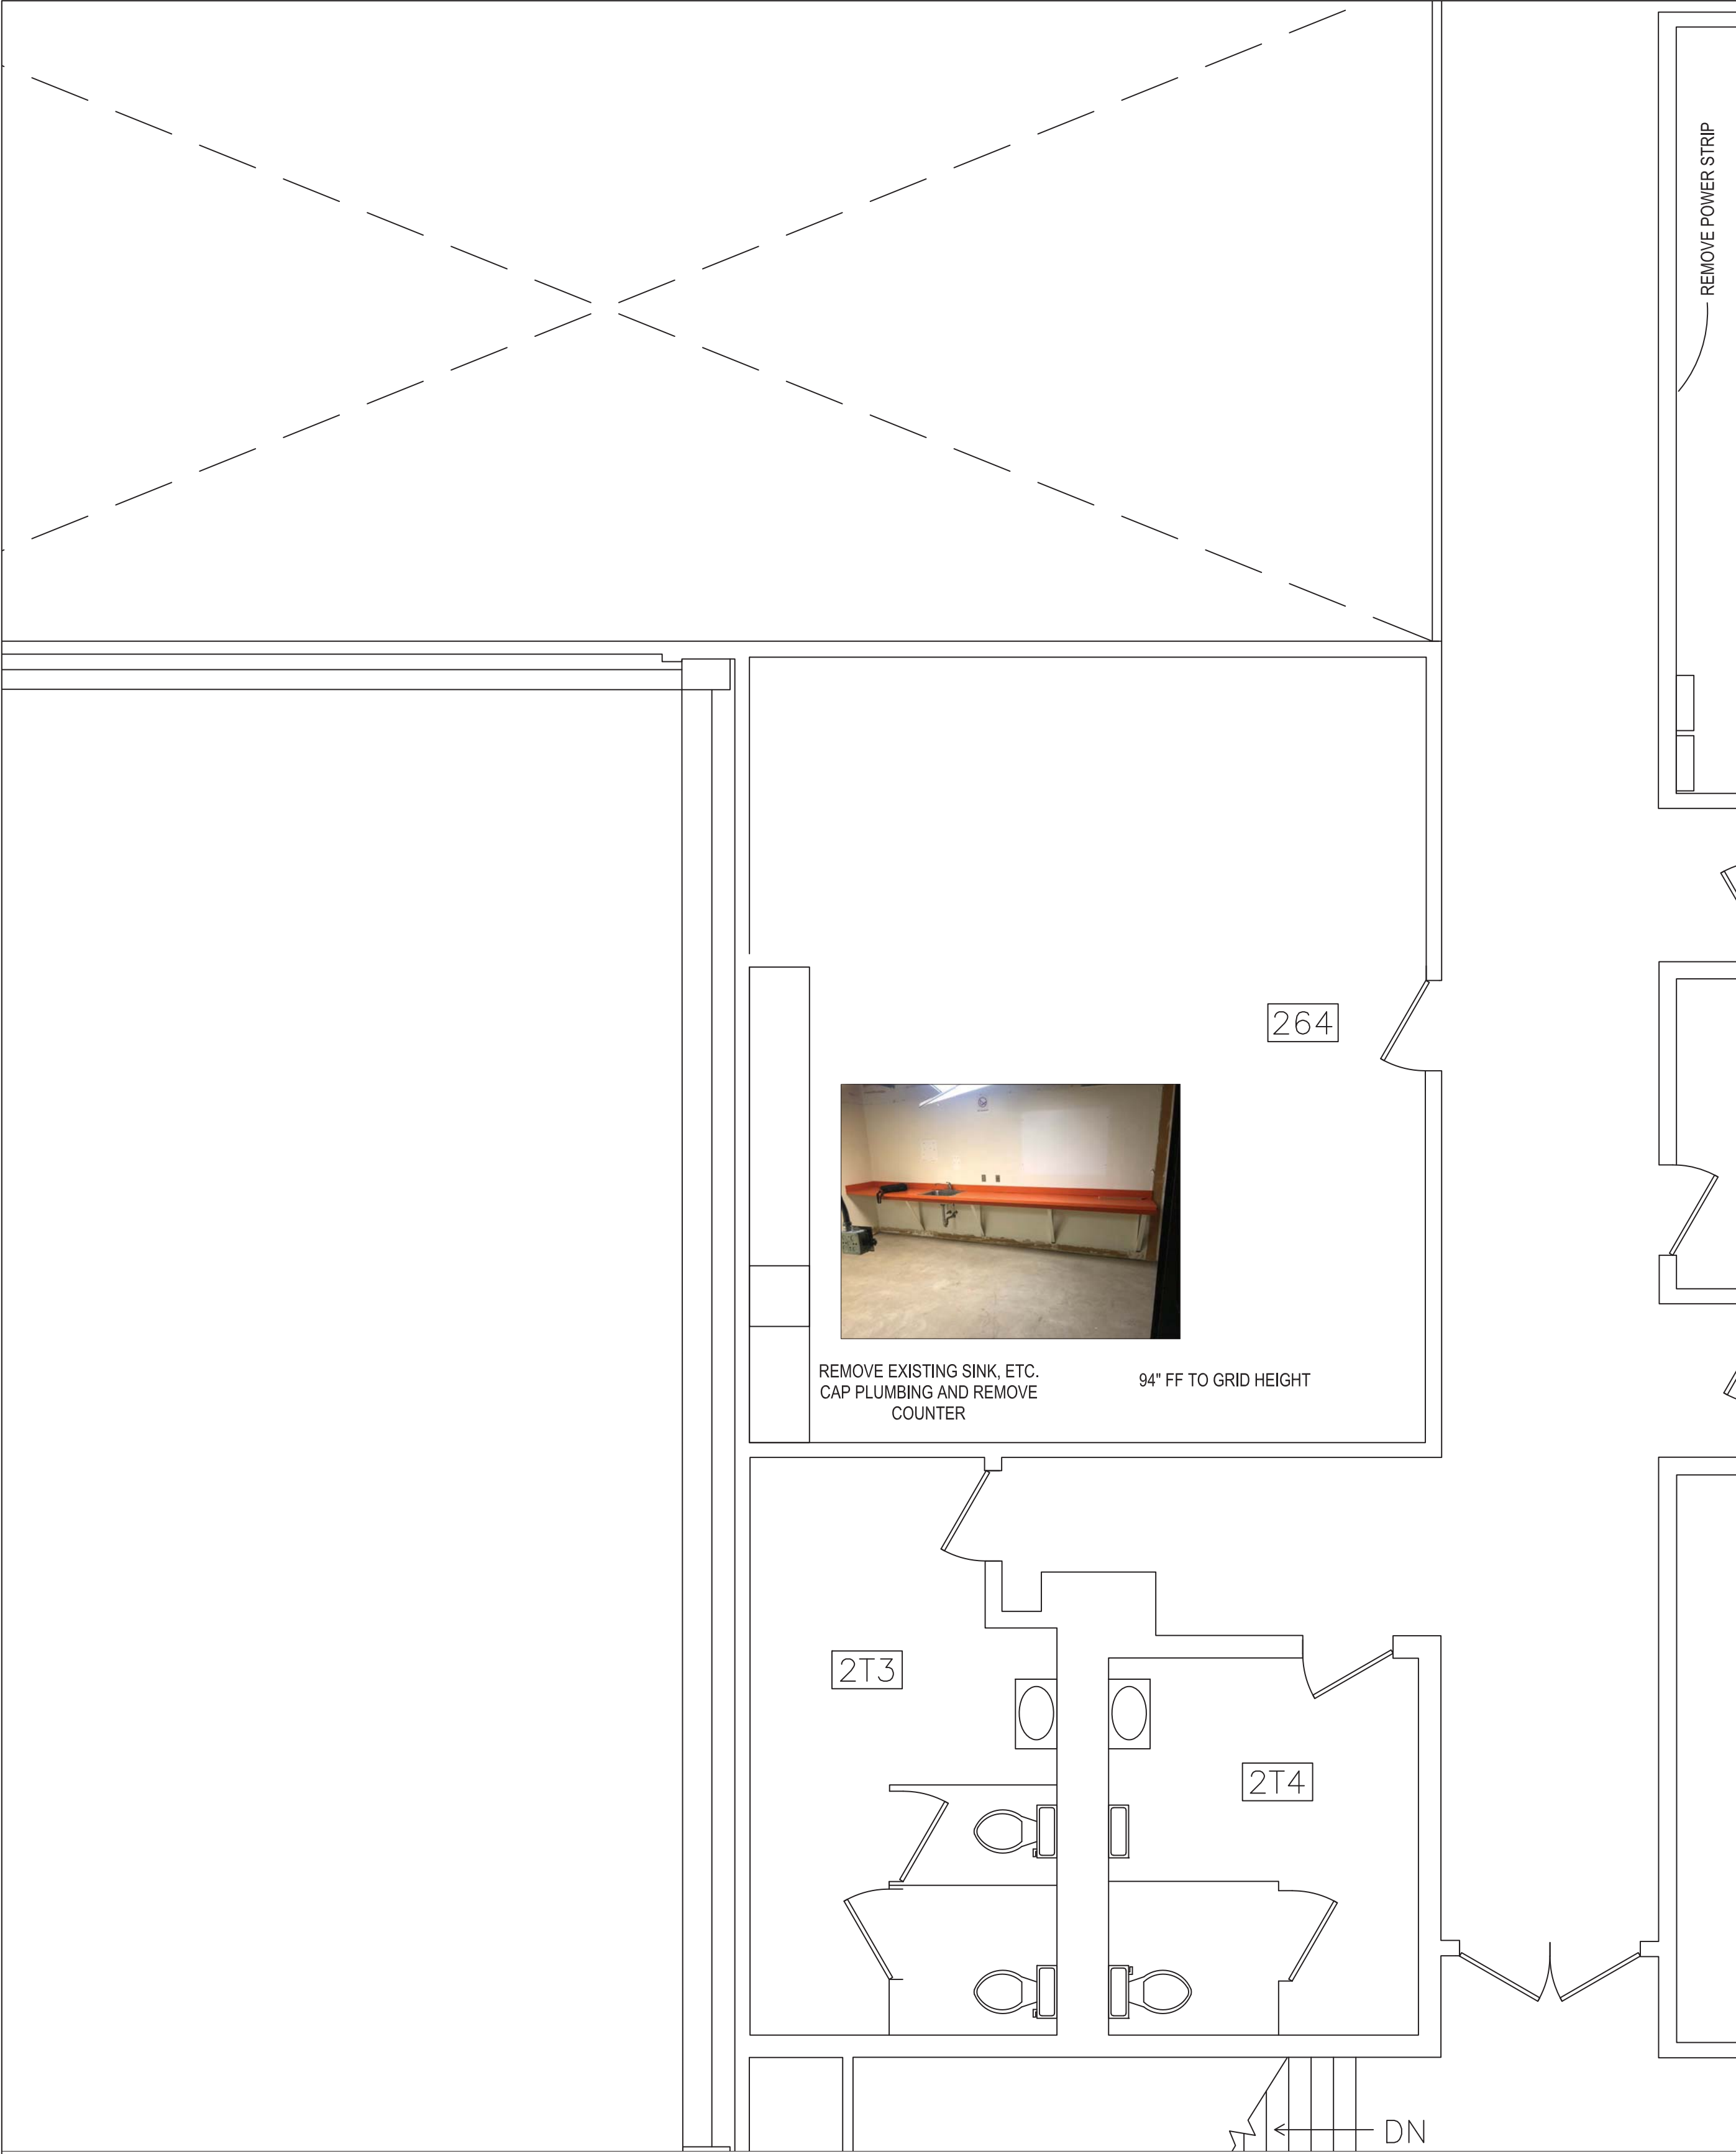 REMOVE POWER STRIP
264
REMOVE EXISTING SINK, ETC.
CAP PLUMBING AND REMOVE
COUNTER
94" FF TO GRID HEIGHT
2T3
2T4
DN